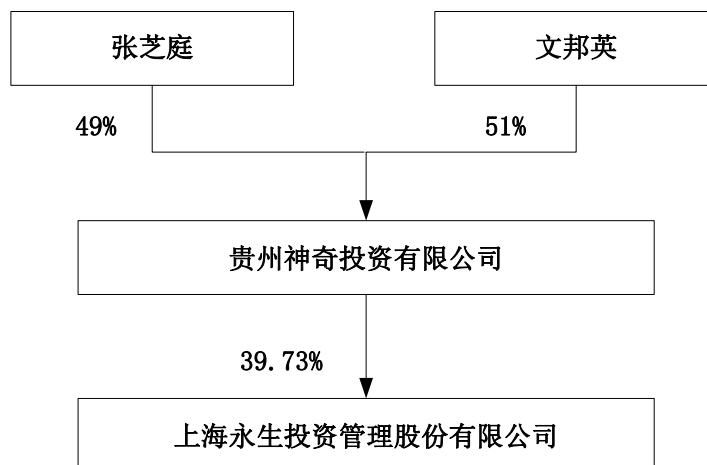 张芝庭
文邦英
49%
51%
贵州神奇投资有限公司
39.73%
上海永生投资管理股份有限公司